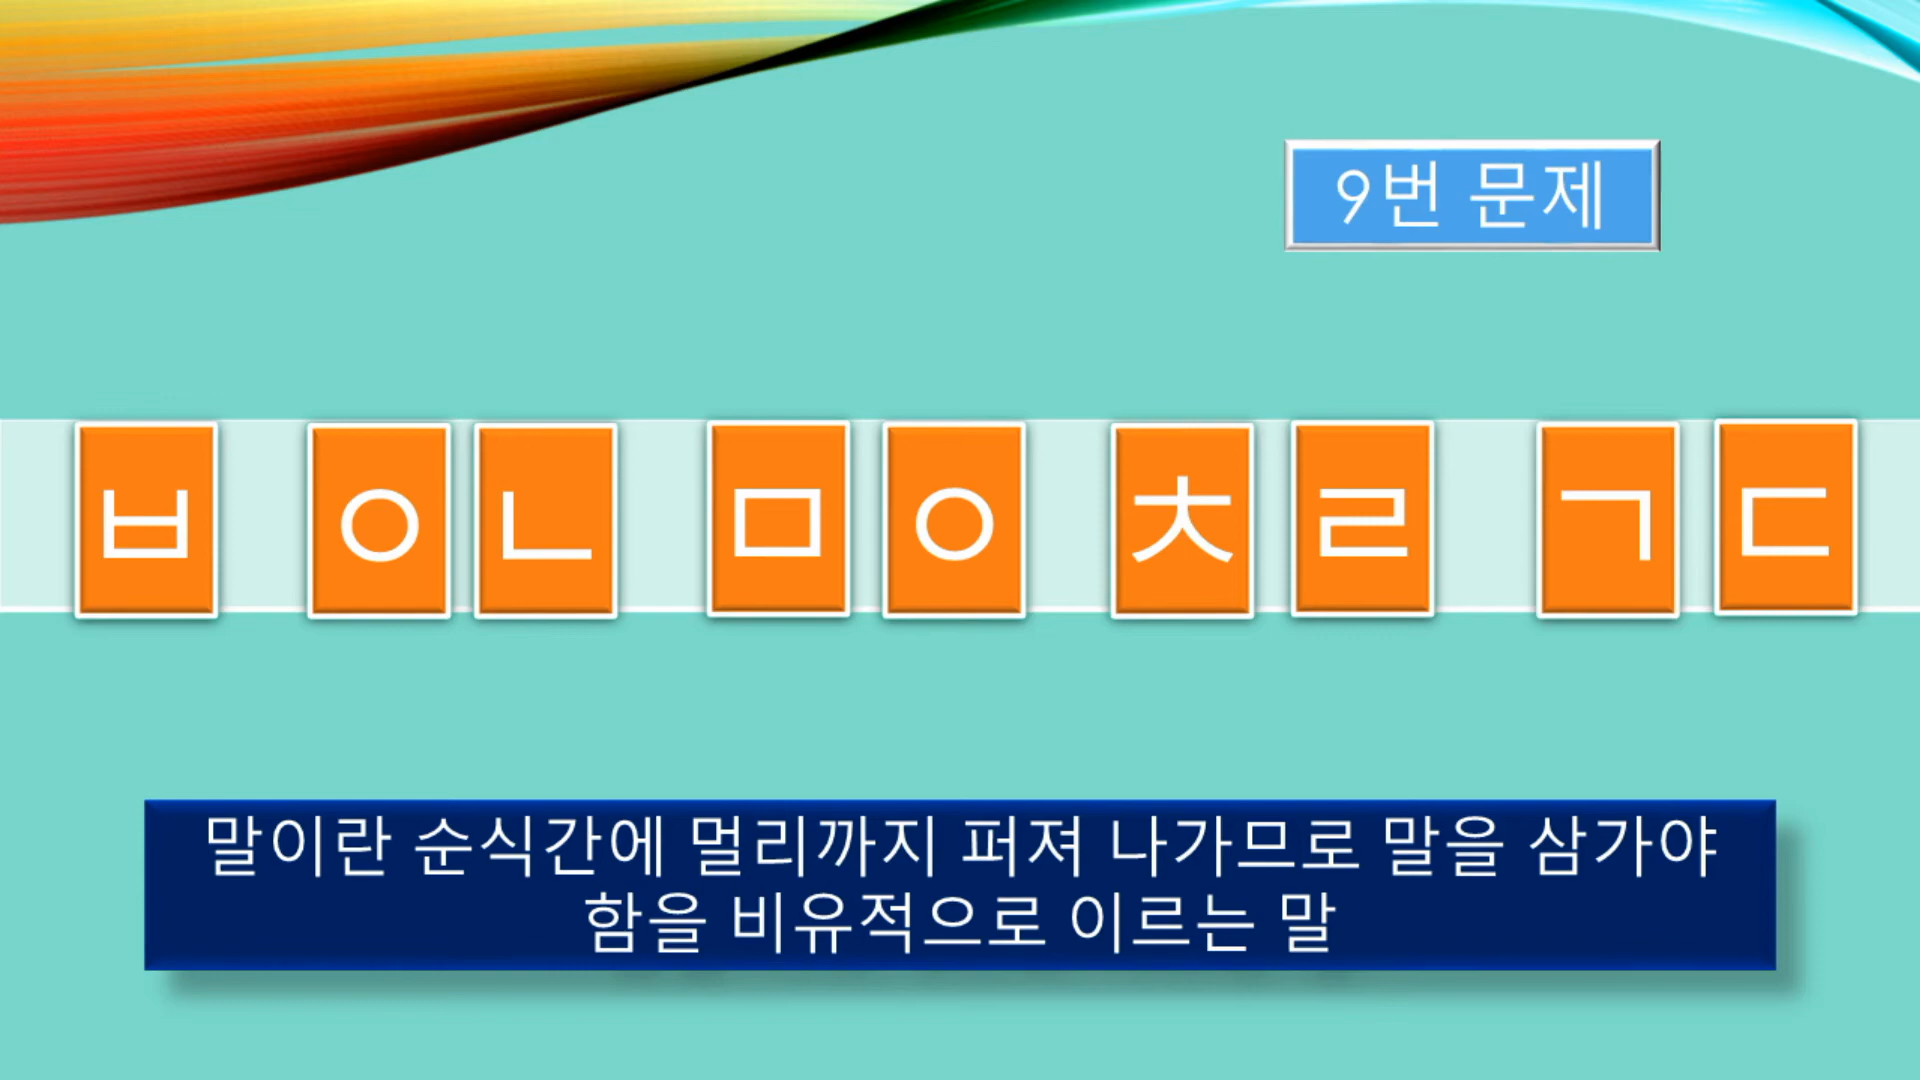 9번 문제
ㅂ ㅇㄴ ㅁㅇ ㅊㄹ ㄱㄷ
말이란 순식간에 멀리까지 퍼져 나가므로 말을 삼가야
함을 비유적으로 이르는 말